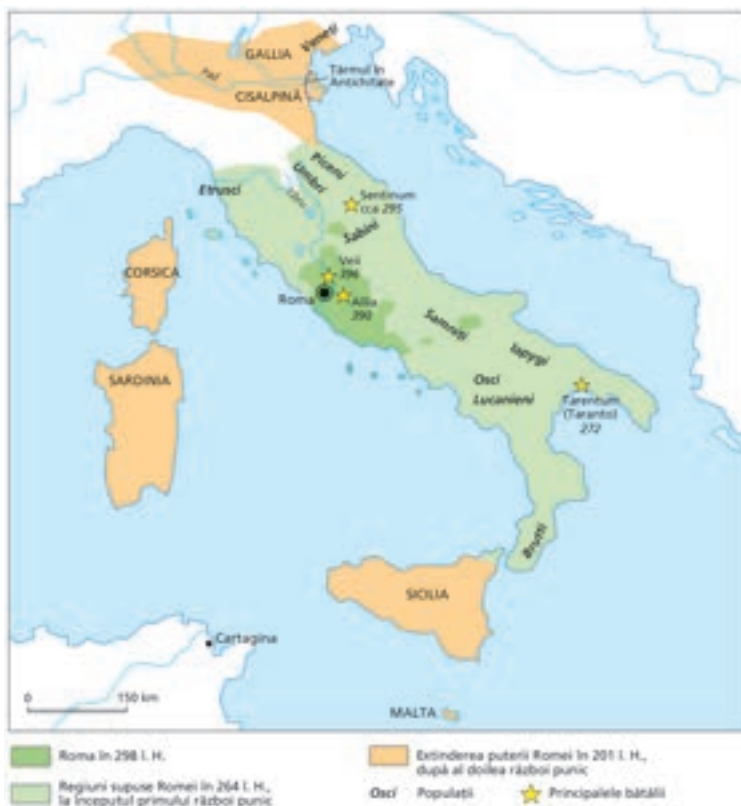 GALLIA
Veneți
Pad
CISALPINĂ
Țărmul în
Antichitate
Piceni
Umbri
Etrusci
Sentinum
cca 295
Sabini
Veii
396
CORSICA
Roma
Allia
390
Samniți
Iapygi
SARDINIA
Osci
Lucanieni
Tarentum
(Taranto)
272
Brutti
SICILIA
Cartagina
0 150 km
MALTA
Roma în 298 î. H.
Regiuni supuse Romei în 264 î. H.,
la începutul primului război punic
Extinderea puterii Romei în 201 î. H.,
după al doilea război punic
Osci Populații
Principalele bătălii